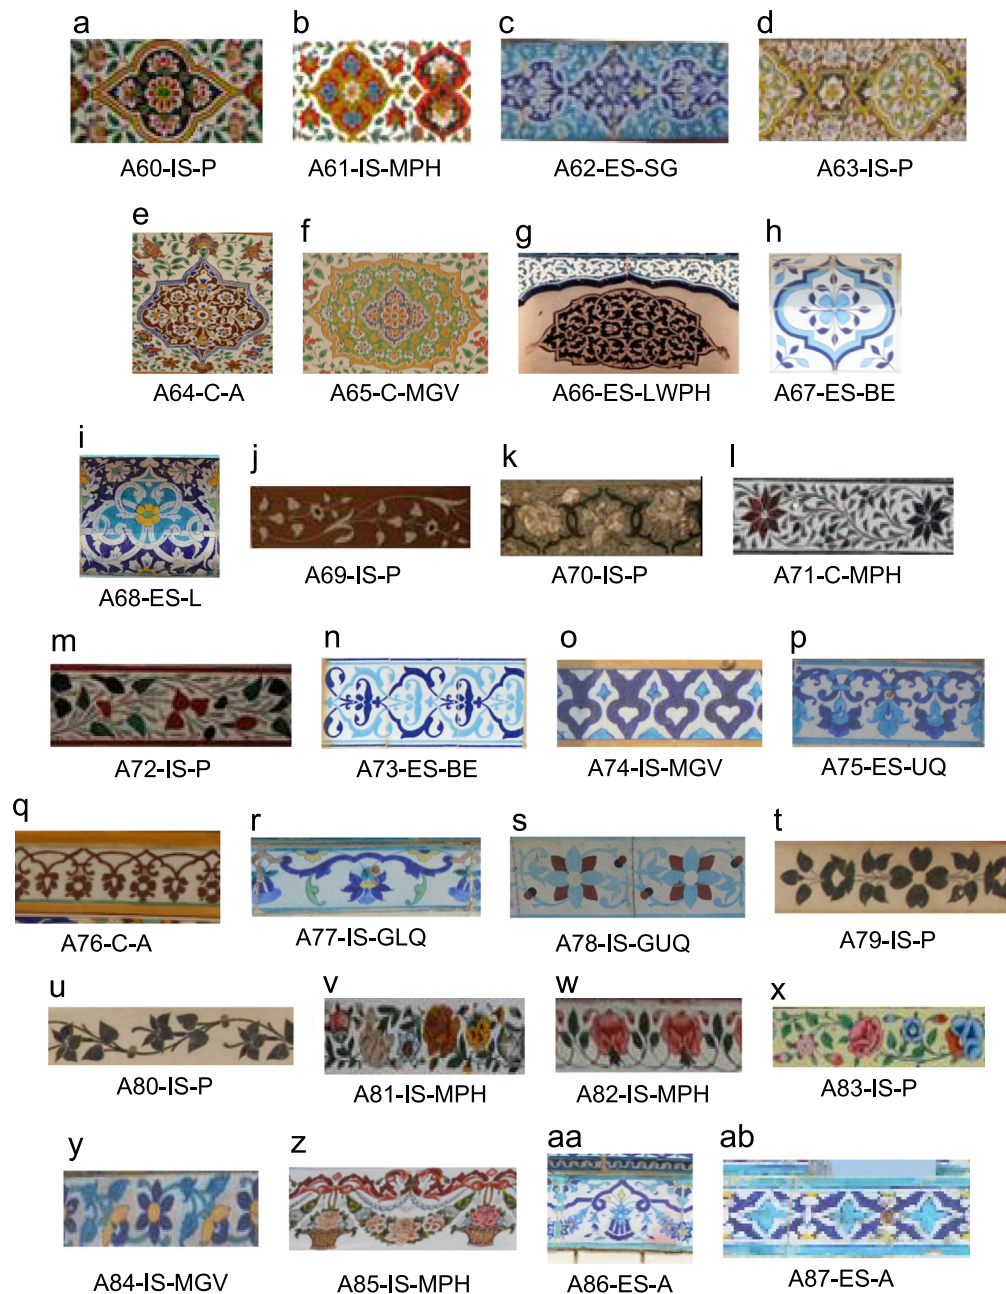 a b c d
A60-IS-P A61-IS-MPH A62-ES-SG A63-IS-P
e f g h
A64-C-A A65-C-MGV A66-ES-LWPH A67-ES-BE
i j k l
A68-ES-L A69-IS-P A70-IS-P A71-C-MPH
m n o p
A72-IS-P A73-ES-BE A74-IS-MGV A75-ES-UQ
q r s t
A76-C-A A77-IS-GLQ A78-IS-GUQ A79-IS-P
u v w x
A80-IS-P A81-IS-MPH A82-IS-MPH A83-IS-P
y z aa ab
A84-IS-MGV A85-IS-MPH A86-ES-A A87-ES-A